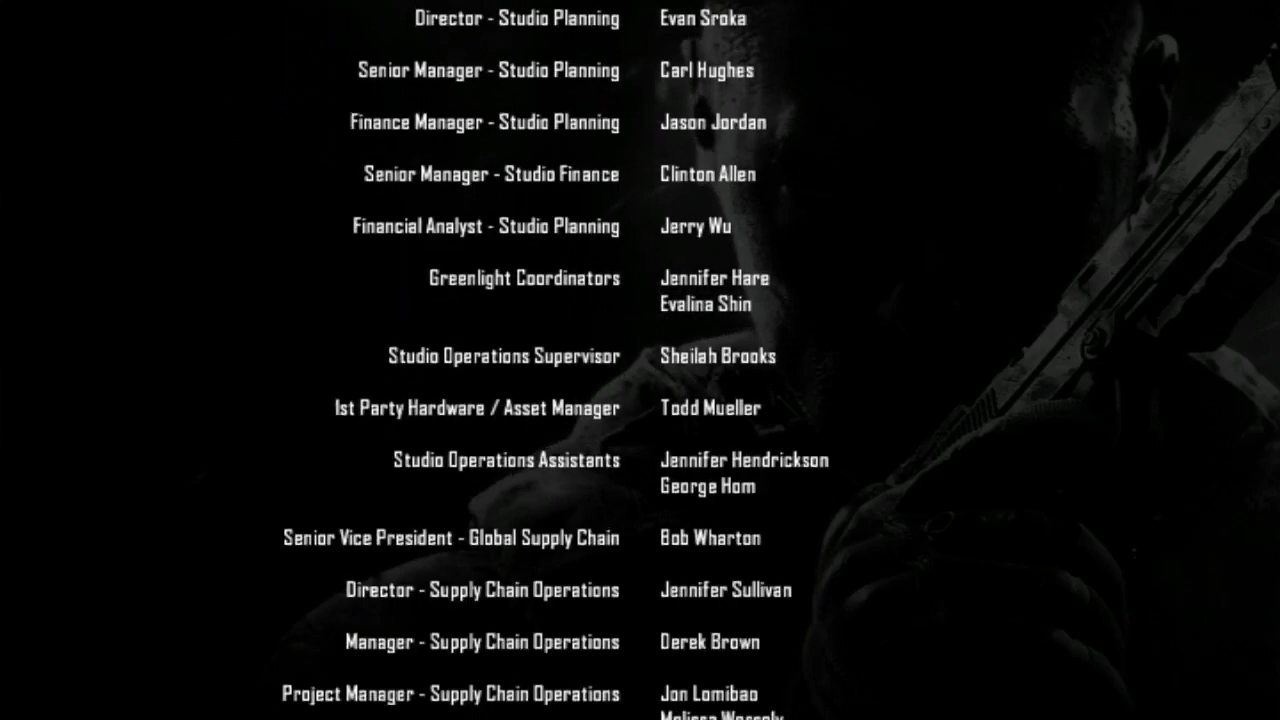 Director - Studio Planning Evan Sroka
Senior Manager - Studio Planning Carl Hughes
Finance Manager - Studio Planning Jason Jordan
Senior Manager - Studio Finance Clinton Allen
Financial Analyst - Studio Planning Jerry Wu
Greenlight Coordinators Jennifer Hare
Evalina Shin
Studio Operations Supervisor Sheilah Brooks
1st Party Hardware / Asset Manager Todd Mueller
Studio Operations Assistants Jennifer Hendrickson
George Hom
Senior Vice President - Global Supply Chain Bob Wharton
Director - Supply Chain Operations Jennifer Sullivan
Manager - Supply Chain Operations Derek Brown
Project Manager - Supply Chain Operations Jon Lomibao
Melissa